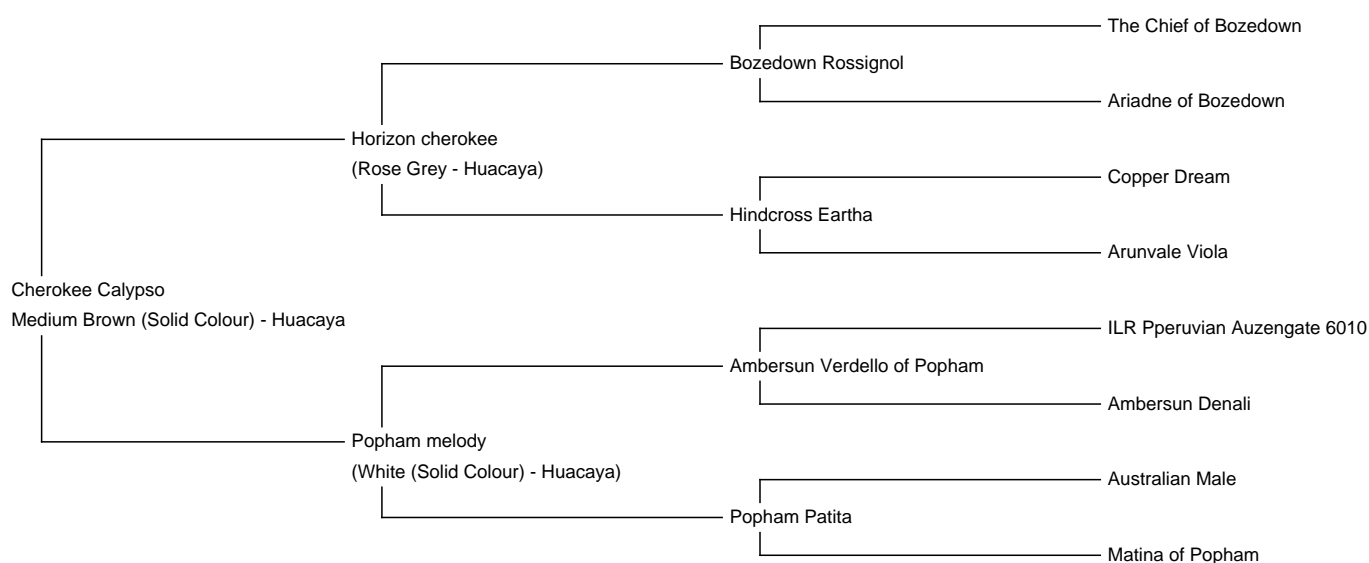 The Chief of Bozedown
Bozedown Rossignol
Ariadne of Bozedown
Horizon cherokee
(Rose Grey - Huacaya)
Copper Dream
Hindcross Eartha
Arunvale Viola
Cherokee Calypso
Medium Brown (Solid Colour) - Huacaya
ILR Pperuvian Auzengate 6010
Ambersun Verdello of Popham
Ambersun Denali
Popham melody
(White (Solid Colour) - Huacaya)
Australian Male
Popham Patita
Matina of Popham